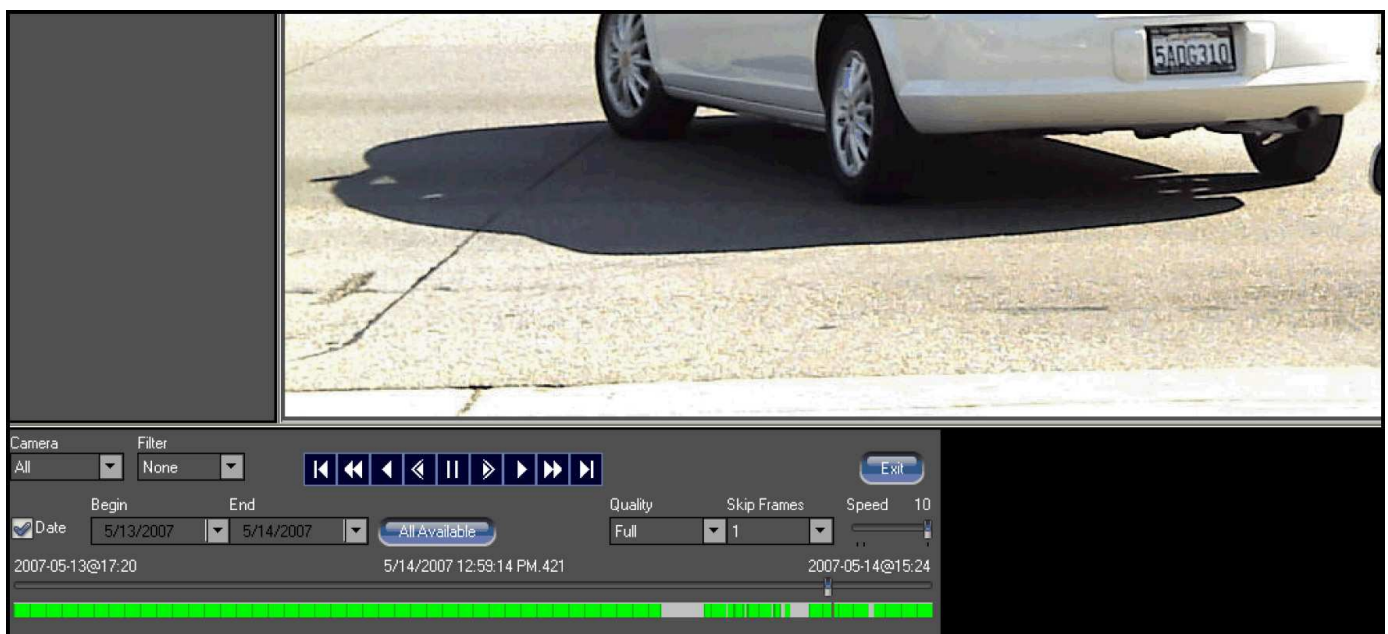 California
5ADG310
Camera
Filter
All
None
Exit
Begin
End
Quality
Skip Frames
Speed
10
Date
5/13/2007
5/14/2007
All Available
Full
1
2007-05-13@17:20
5/14/2007 12:59:14 PM.421
2007-05-14@15:24